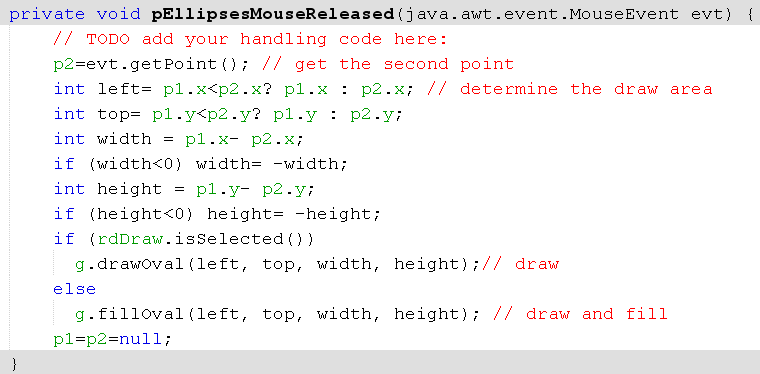 private void pEllipsesMouseReleased(java.awt.event.MouseEvent evt) {
// TODO add your handling code here:
p2=evt.getPoint(); // get the second point
int left= p1.x<p2.x? p1.x : p2.x; // determine the draw area
int top= p1.y<p2.y? p1.y : p2.y;
int width = p1.x- p2.x;
if (width<0) width= -width;
int height = p1.y- p2.y;
if (height<0) height= -height;
if (rdDraw.isSelected())
g.drawOval(left, top, width, height);// draw
else
g.fillOval(left, top, width, height); // draw and fill
p1=p2=null;
}